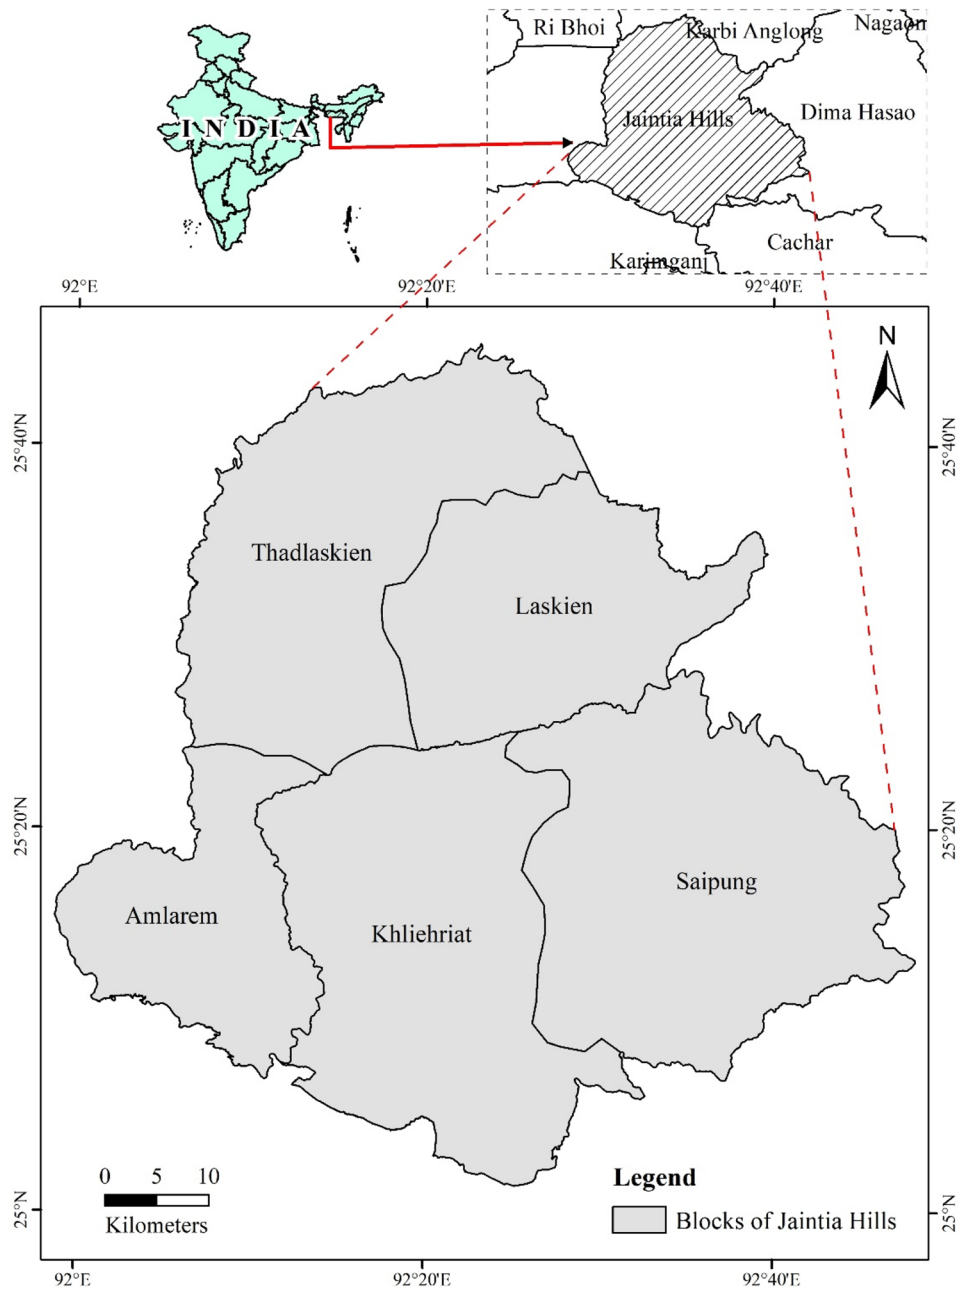 Ri Bhoi
Karbi Anglong
Nagaon
INDIA
Jaintia Hills
Dima Hasao
Cachar
Karimganj
92°E
92°20'E
92°40'E
N
25°40'N
25°40'N
Thadlaskien
Laskien
25°20'N
25°20'N
Saipung
Amlarem
Khliehriat
0 5 10
Kilometers
Legend
Blocks of Jaintia Hills
25°N
25°N
92°E
92°20'E
92°40'E